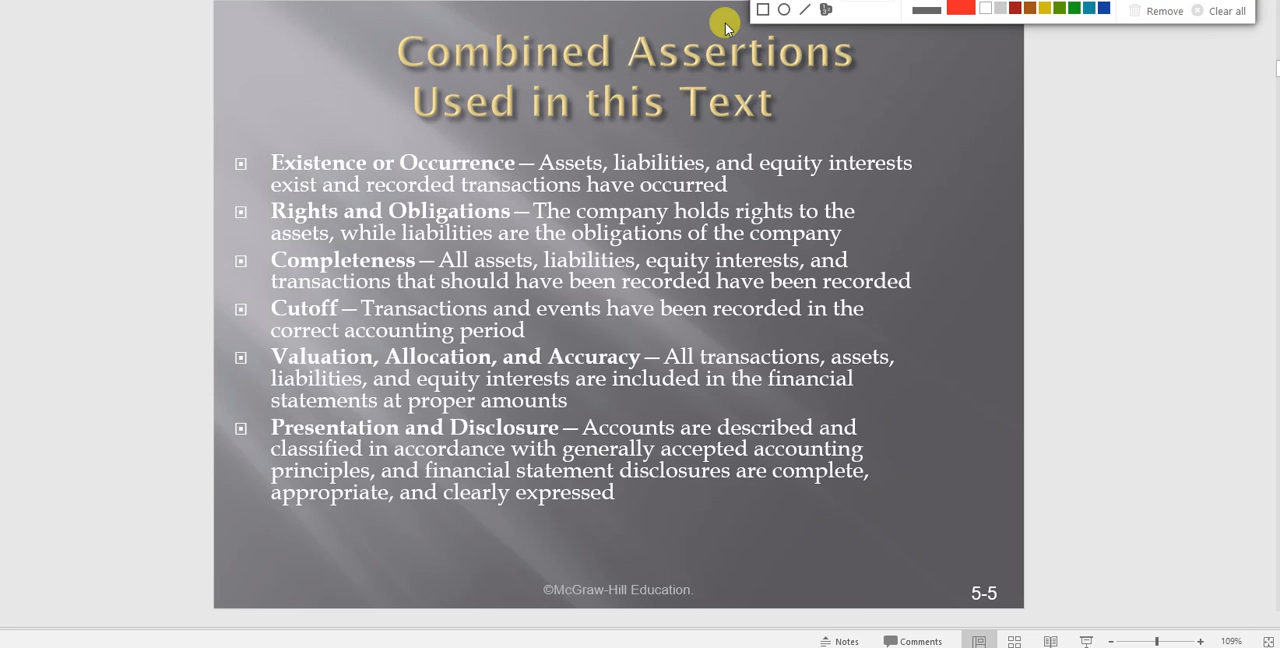 Remove Clear all
Combined Assertions
Used in this Text
Existence or Occurrence—Assets, liabilities, and equity interests
exist and recorded transactions have occurred
Rights and Obligations—The company holds rights to the
assets, while liabilities are the obligations of the company
Completeness—All assets, liabilities, equity interests, and
transactions that should have been recorded have been recorded
Cutoff—Transactions and events have been recorded in the
correct accounting period
Valuation, Allocation, and Accuracy—All transactions, assets,
liabilities, and equity interests are included in the financial
statements at proper amounts
Presentation and Disclosure—Accounts are described and
classified in accordance with generally accepted accounting
principles, and financial statement disclosures are complete,
appropriate, and clearly expressed
©McGraw-Hill Education. 5-5
Notes Comments 109%